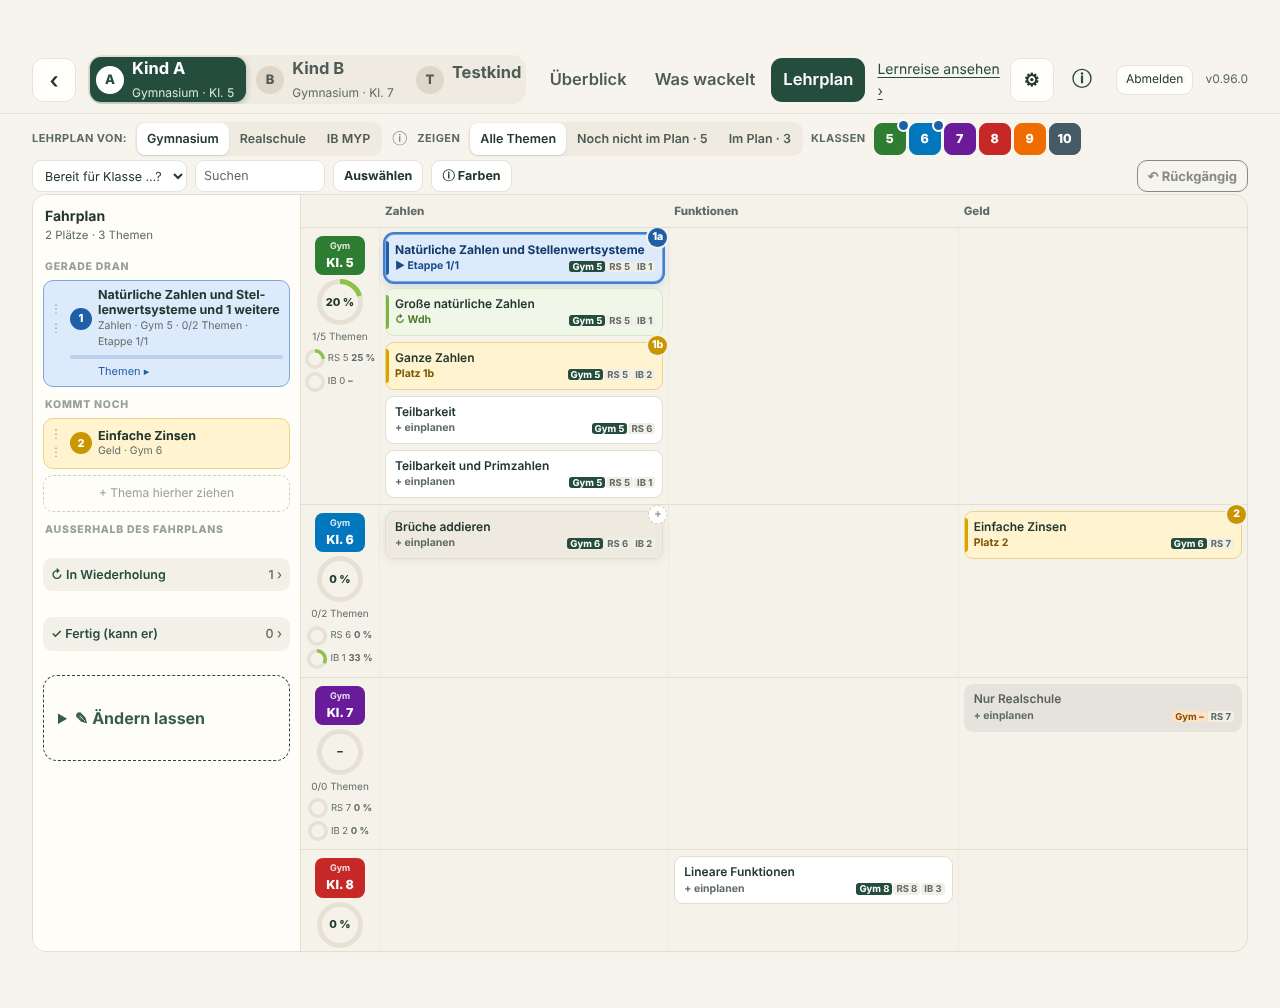 ‹
A
Kind A
Gymnasium · Kl. 5
B
Kind B
Gymnasium · Kl. 7
T
Testkind
Überblick
Was wackelt
Lehrplan
Lernreise ansehen
›
⚙
ⓘ
Abmelden
v0.96.0
LEHRPLAN VON:
Gymnasium
Realschule
IB MYP
ⓘ
ZEIGEN
Alle Themen
Noch nicht im Plan · 5
Im Plan · 3
KLASSEN
5
6
7
8
9
10
Bereit für Klasse …?
Suchen
Auswählen
ⓘ Farben
↶ Rückgängig
Fahrplan
2 Plätze · 3 Themen
GERADE DRAN
1
Natürliche Zahlen und Stel-
lenwertsysteme und 1 weitere
Zahlen · Gym 5 · 0/2 Themen ·
Etappe 1/1
Themen ▸
KOMMT NOCH
2
Einfache Zinsen
Geld · Gym 6
+ Thema hierher ziehen
AUSSERHALB DES FAHRPLANS
↻ In Wiederholung
1 ›
✓ Fertig (kann er)
0 ›
▶ ✎ Ändern lassen
Zahlen
Funktionen
Geld
Gym
Kl. 5
20 %
1/5 Themen
RS 5 25 %
IB 0 –
Natürliche Zahlen und Stellenwertsysteme
1a
▶ Etappe 1/1
Gym 5 RS 5 IB 1
Große natürliche Zahlen
↻ Wdh
Gym 5 RS 5 IB 1
Ganze Zahlen
1b
Platz 1b
Gym 5 RS 5 IB 2
Teilbarkeit
+ einplanen
Gym 5 RS 6
Teilbarkeit und Primzahlen
+ einplanen
Gym 5 RS 5 IB 1
Gym
Kl. 6
0 %
0/2 Themen
RS 6 0 %
IB 1 33 %
Brüche addieren
+
+ einplanen
Gym 6 RS 6 IB 2
Einfache Zinsen
2
Platz 2
Gym 6 RS 7
Gym
Kl. 7
–
0/0 Themen
RS 7 0 %
IB 2 0 %
Nur Realschule
+ einplanen
Gym – RS 7
Gym
Kl. 8
0 %
Lineare Funktionen
+ einplanen
Gym 8 RS 8 IB 3